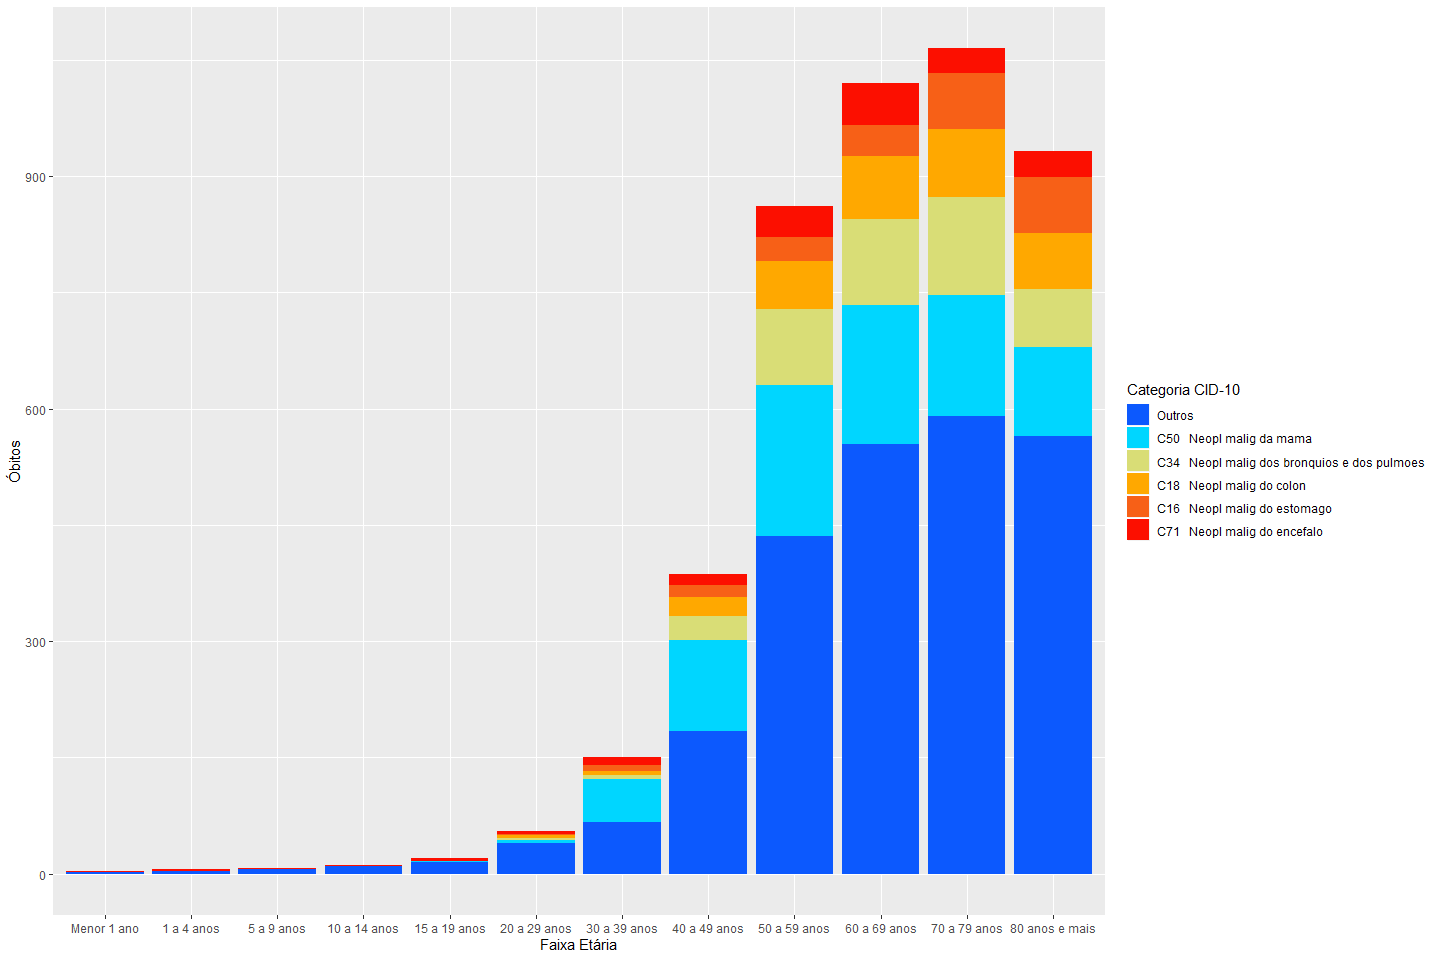 900
600
300
0
Óbitos
Menor 1 ano
1 a 4 anos
5 a 9 anos
10 a 14 anos
15 a 19 anos
20 a 29 anos
30 a 39 anos
40 a 49 anos
50 a 59 anos
60 a 69 anos
70 a 79 anos
80 anos e mais
Faixa Etária
Categoria CID-10
Outros
C50 Neopl malig da mama
C34 Neopl malig dos bronquios e dos pulmoes
C18 Neopl malig do colon
C16 Neopl malig do estomago
C71 Neopl malig do encefalo